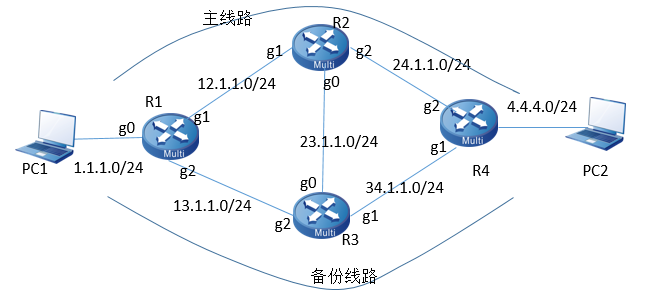 主线路
R2
g1
g2
Multi
12.1.1.0/24
g0
24.1.1.0/24
R1
g1
g2
4.4.4.0/24
g0
Multi
23.1.1.0/24
Multi
g1
PC1
1.1.1.0/24
g2
R4
PC2
g0
34.1.1.0/24
13.1.1.0/24
g2
g1
Multi
R3
备份线路